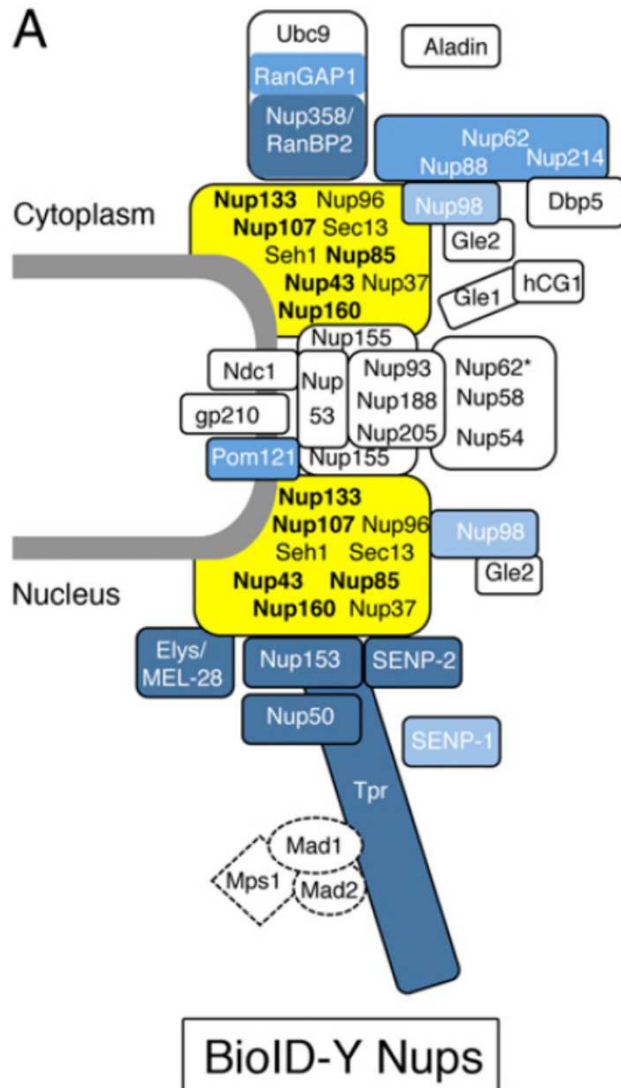 A
Ubc9
Aladin
RanGAP1
Nup358/
RanBP2
Nup62
Nup88 Nup214
Cytoplasm
Nup133 Nup96
Nup98
Dbp5
Nup107 Sec13
Gle2
Seh1 Nup85
Nup43 Nup37
Gle1
hCG1
Nup160
Nup155
Ndc1
Nup
53
Nup93
Nup188
Nup205
Nup62*
Nup58
Nup54
gp210
Pom121
Nup155
Nup133
Nup107 Nup96
Nup98
Seh1 Sec13
Gle2
Nucleus
Nup43 Nup85
Nup160 Nup37
Elys/
MEL-28
Nup153
SENP-2
Nup50
SENP-1
Tpr
Mad1
Mps1
Mad2
BioID-Y Nups